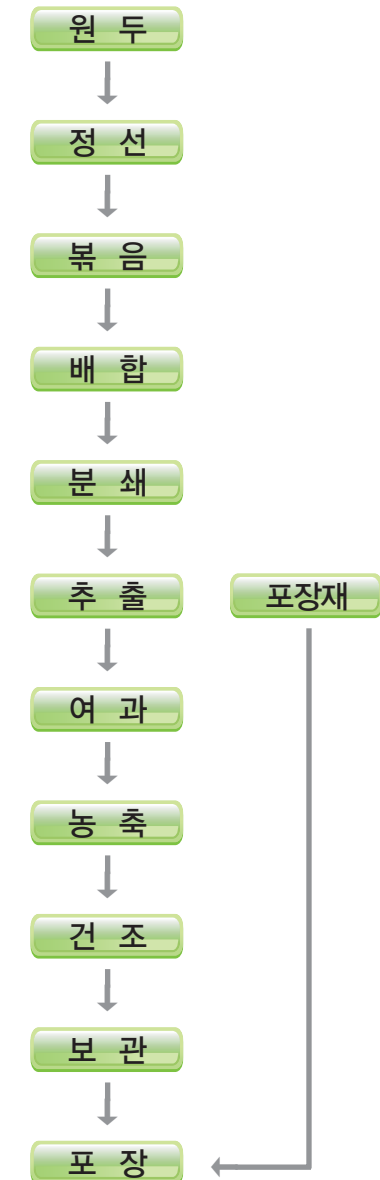 원 두
정 선
볶 음
배 합
분 쇄
추 출
포장재
여 과
농 축
건 조
보 관
포 장